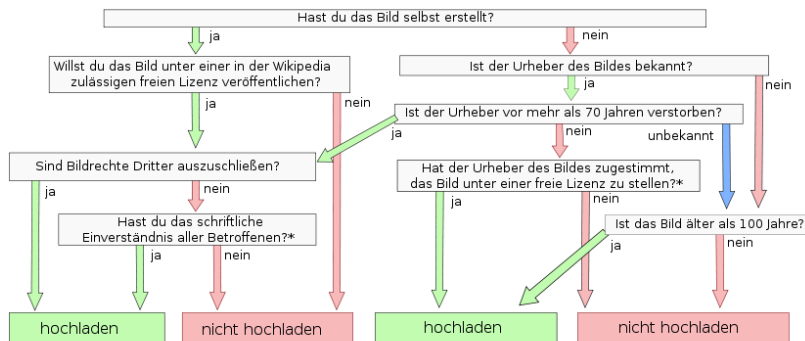 Hast du das Bild selbst erstellt?
ja
nein
Willst du das Bild unter einer in der Wikipedia
zulässigen freien Lizenz veröffentlichen?
Ist der Urheber des Bildes bekannt?
ja
nein
ja
nein
Ist der Urheber vor mehr als 70 Jahren verstorben?
ja
nein
unbekannt
Sind Bildrechte Dritter auszuschließen?
Hat der Urheber des Bildes zugestimmt,
das Bild unter einer freie Lizenz zu stellen?*
ja
nein
ja
nein
Hast du das schriftliche
Einverständnis aller Betroffenen?*
Ist das Bild älter als 100 Jahre?
ja
nein
ja
nein
hochladen
nicht hochladen
hochladen
nicht hochladen